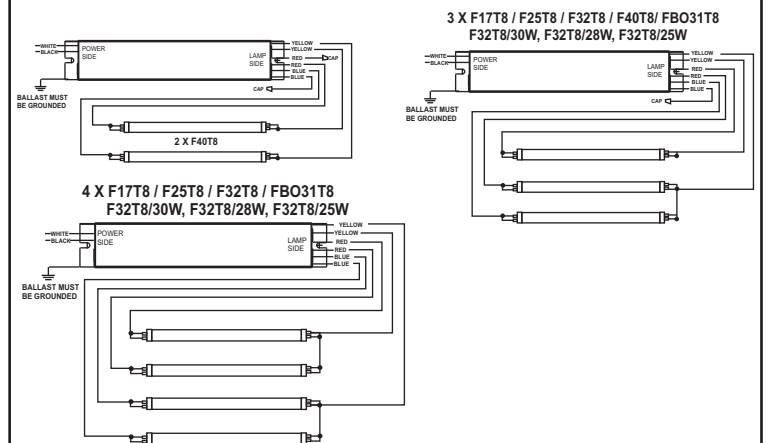 WHITE
BLACK
POWER
SIDE
LAMP
SIDE
YELLOW
YELLOW
RED
CAP
RED
BLUE
BLUE
CAP
BALLAST MUST
BE GROUNDED
2 X F40T8
3 X F17T8 / F25T8 / F32T8 / F40T8/ FBO31T8
F32T8/30W, F32T8/28W, F32T8/25W
WHITE
BLACK
POWER
SIDE
LAMP
SIDE
YELLOW
YELLOW
RED
RED
BLUE
BLUE
CAP
BALLAST MUST
BE GROUNDED
4 X F17T8 / F25T8 / F32T8 / FBO31T8
F32T8/30W, F32T8/28W, F32T8/25W
WHITE
BLACK
POWER
SIDE
LAMP
SIDE
YELLOW
YELLOW
RED
RED
BLUE
BLUE
BALLAST MUST
BE GROUNDED